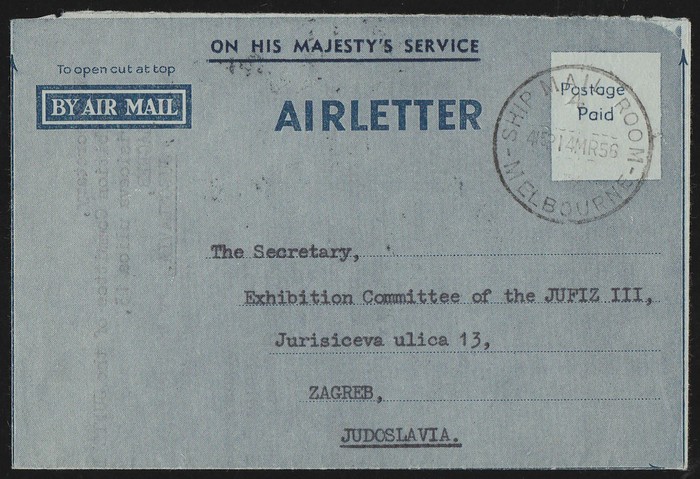 ON HIS MAJESTY'S SERVICE
To open cut at top
BY AIR MAIL
AIRLETTER
Postage
Paid
SHIP MAIL ROOM
14MR56
- MELBOURNE -
The Secretary,
Exhibition Committee of the JUFIZ III,
Jurisiceva ulica 13,
ZAGREB,
JUDOSLAVIA.